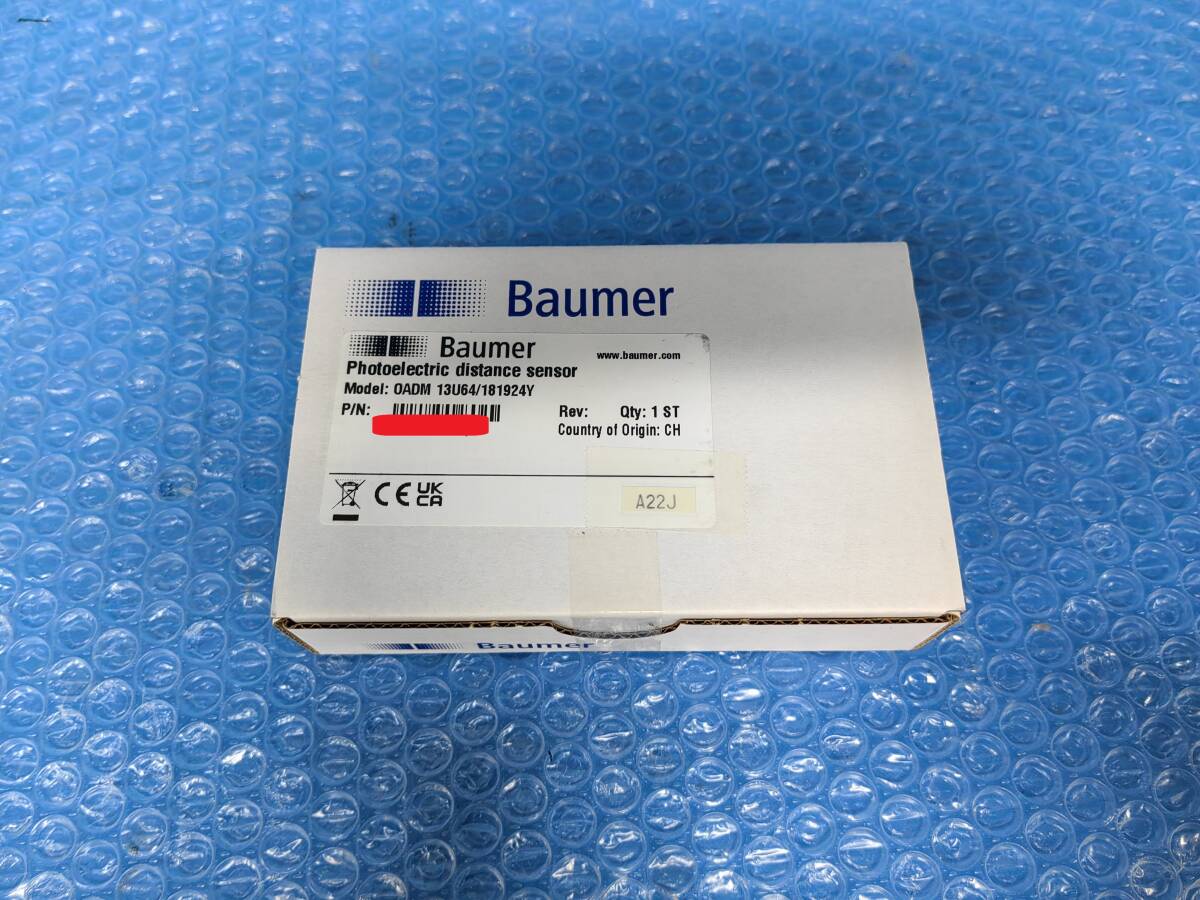 Baumer
Baumer
www.baumer.com
Photoelectric distance sensor
Model: OADM 13U64/181924Y
P/N:
Rev: Qty: 1 ST
Country of Origin: CH
CE UK
CA
A22J
Baumer